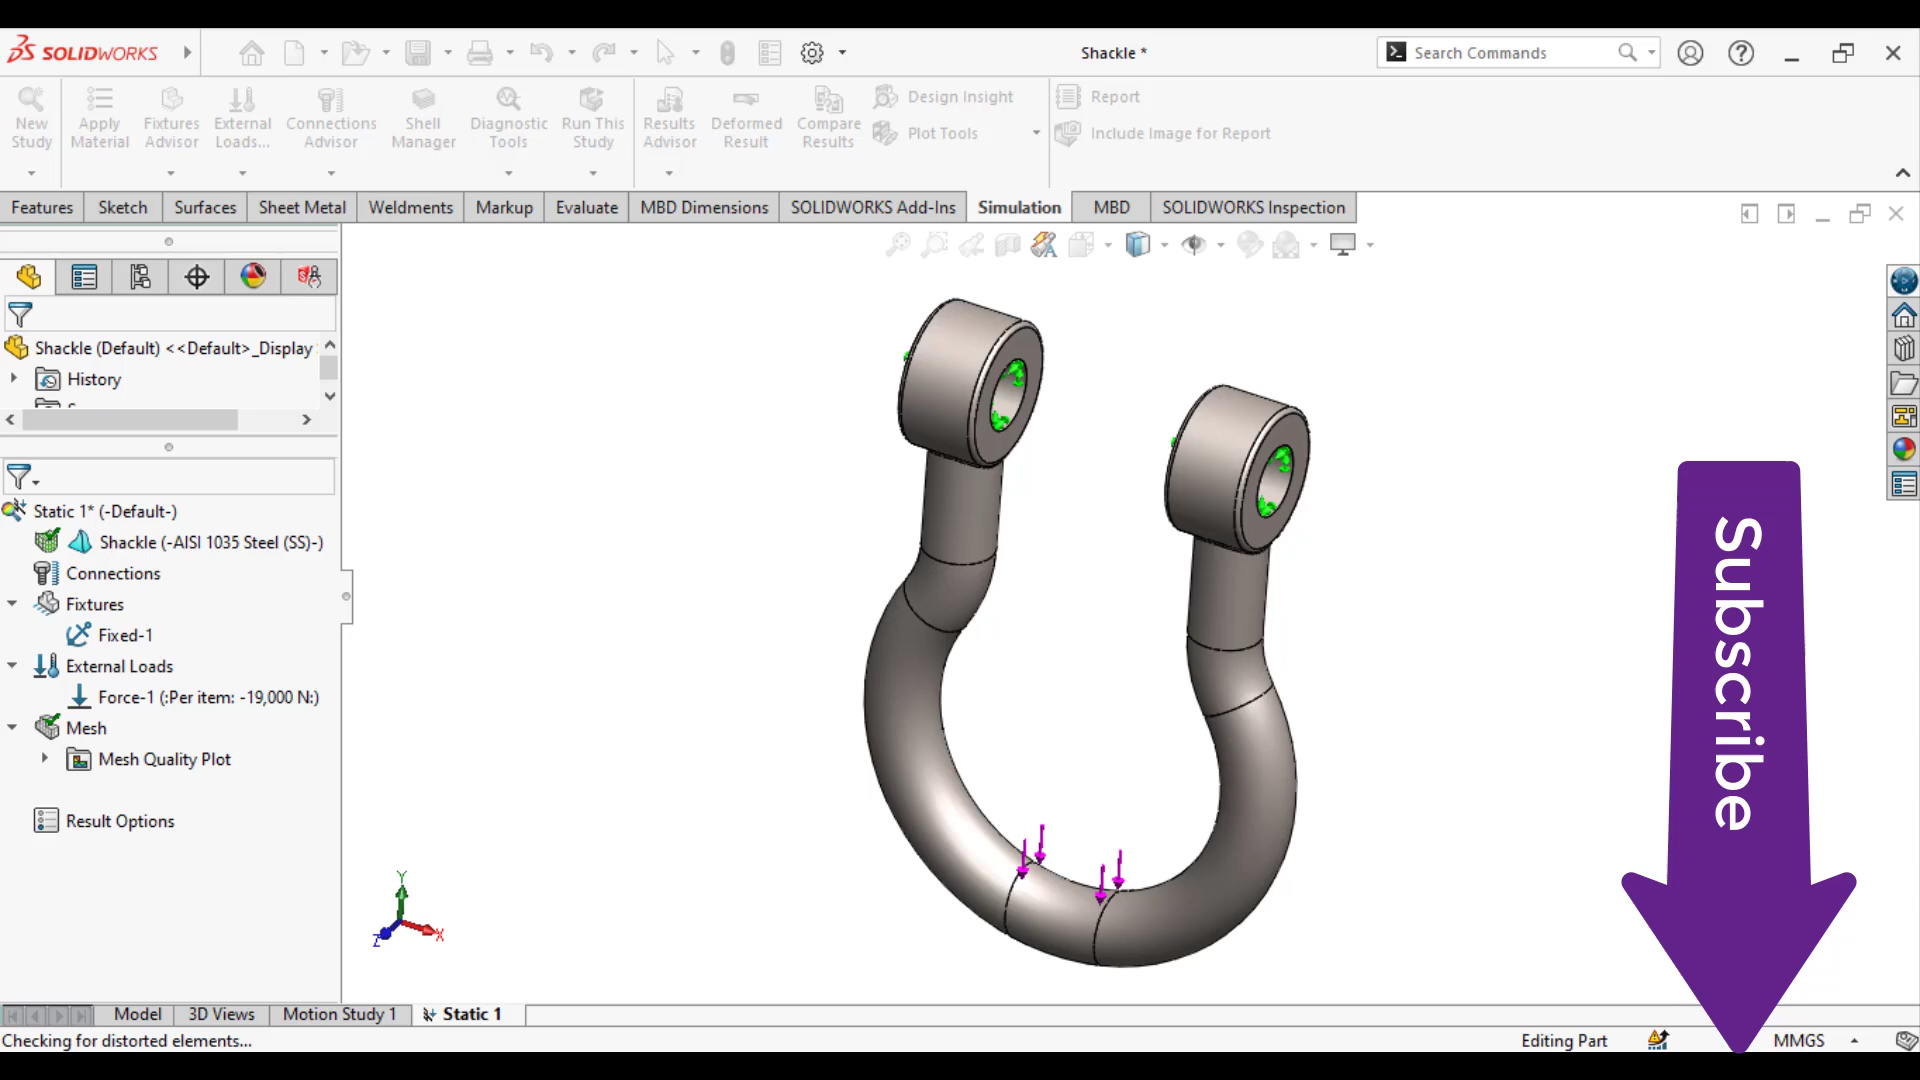 SOLIDWORKS
Shackle *
Search Commands
New Study
Apply Material
Fixtures Advisor
External Loads...
Connections Advisor
Shell Manager
Diagnostic Tools
Run This Study
Results Advisor
Deformed Result
Compare Results
Design Insight
Plot Tools
Report
Include Image for Report
Features
Sketch
Surfaces
Sheet Metal
Weldments
Markup
Evaluate
MBD Dimensions
SOLIDWORKS Add-Ins
Simulation
MBD
SOLIDWORKS Inspection
Shackle (Default) <<Default>_Display
History
Static 1* (-Default-)
Shackle (-AISI 1035 Steel (SS)-)
Connections
Fixtures
Fixed-1
External Loads
Force-1 (:Per item: -19,000 N:)
Mesh
Mesh Quality Plot
Result Options
Y
X
Z
Subscribe
Model
3D Views
Motion Study 1
Static 1
Checking for distorted elements...
Editing Part
MMGS